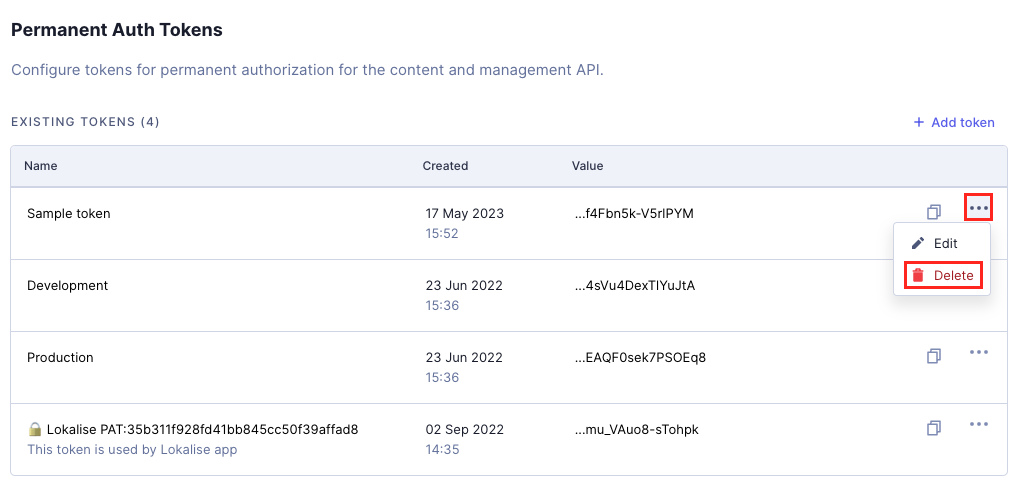 Permanent Auth Tokens
Configure tokens for permanent authorization for the content and management API.
EXISTING TOKENS (4)
+ Add token
Name Created Value
Sample token 17 May 2023 ...f4Fbn5k-V5rlPYM
15:52
Edit
Delete
Development 23 Jun 2022 ...4sVu4DexTlYuJtA
15:36
Production 23 Jun 2022 ...EAQF0sek7PSOEq8
15:36
Lokalise PAT:35b311f928fd41bb845cc50f39affad8 02 Sep 2022 ...mu_VAuo8-sTohpk
This token is used by Lokalise app 14:35